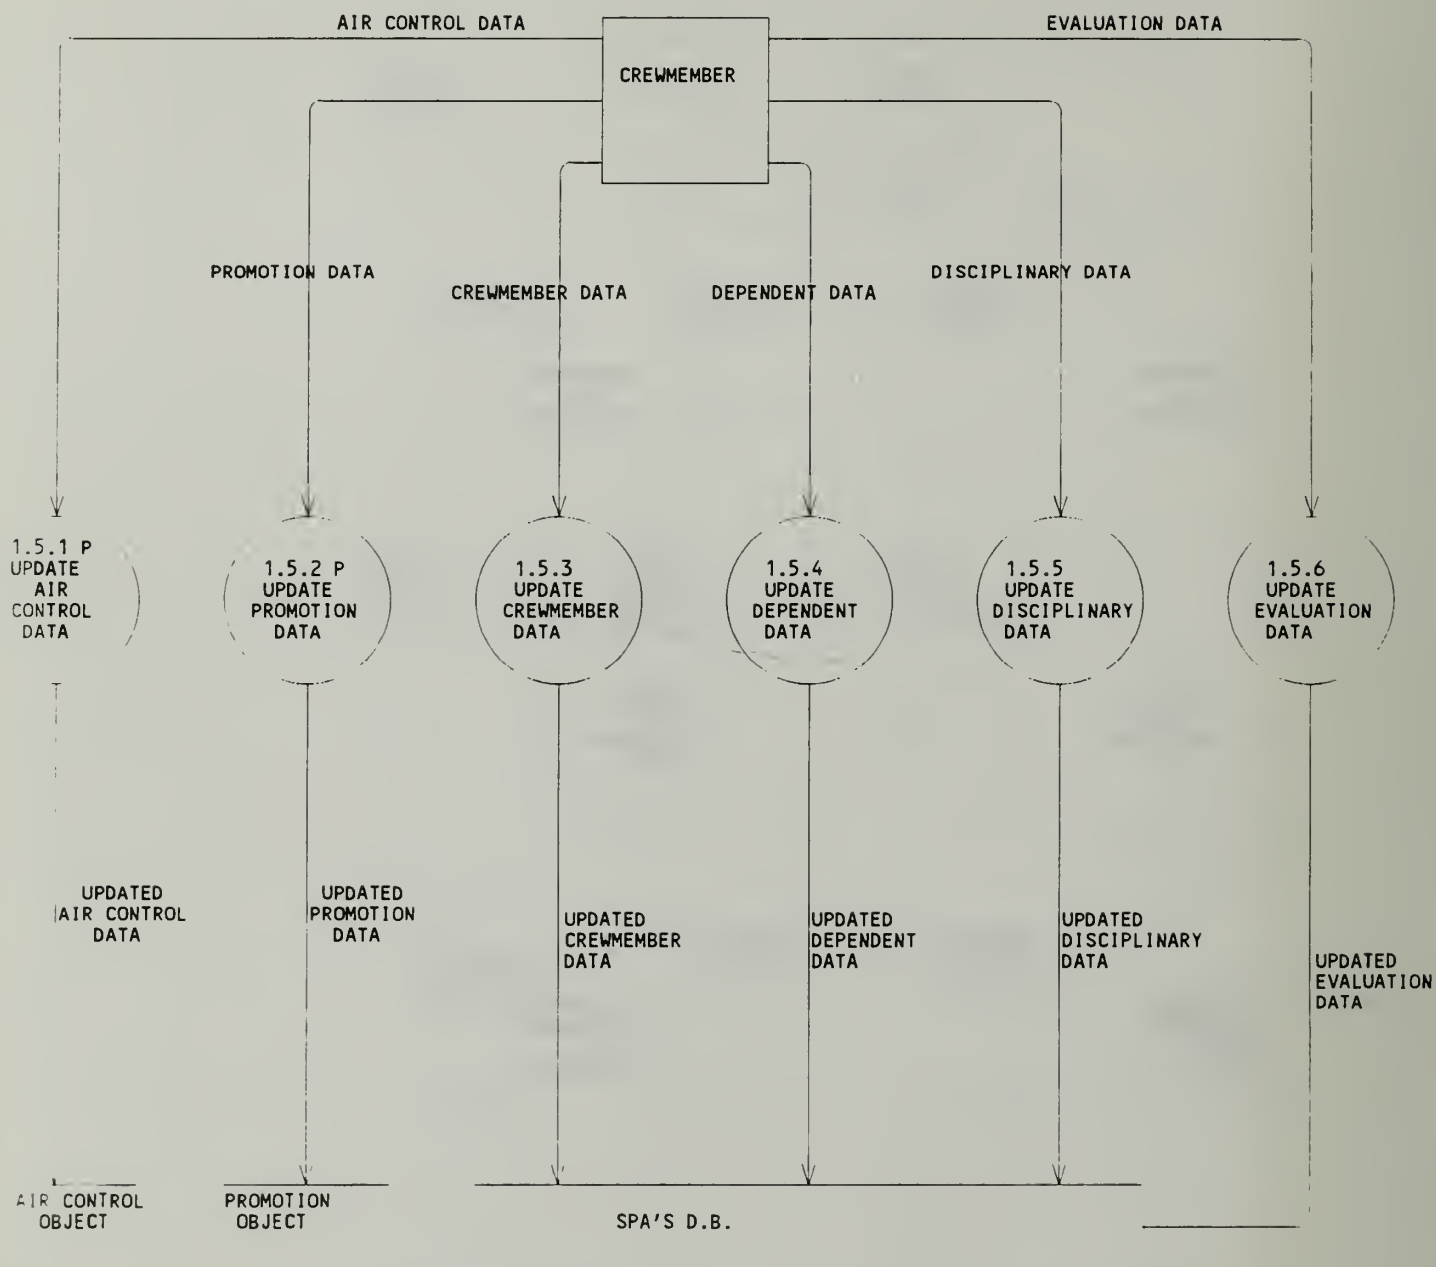 AIR CONTROL DATA
EVALUATION DATA
CREWMEMBER
PROMOTION DATA
CREWMEMBER DATA
DEPENDENT DATA
DISCIPLINARY DATA
1.5.1 P
UPDATE
AIR
CONTROL
DATA
1.5.2 P
UPDATE
PROMOTION
DATA
1.5.3
UPDATE
CREWMEMBER
DATA
1.5.4
UPDATE
DEPENDENT
DATA
1.5.5
UPDATE
DISCIPLINARY
DATA
1.5.6
UPDATE
EVALUATION
DATA
UPDATED
AIR CONTROL
DATA
UPDATED
PROMOTION
DATA
UPDATED
CREWMEMBER
DATA
UPDATED
DEPENDENT
DATA
UPDATED
DISCIPLINARY
DATA
UPDATED
EVALUATION
DATA
AIR CONTROL
OBJECT
PROMOTION
OBJECT
SPA'S D.B.